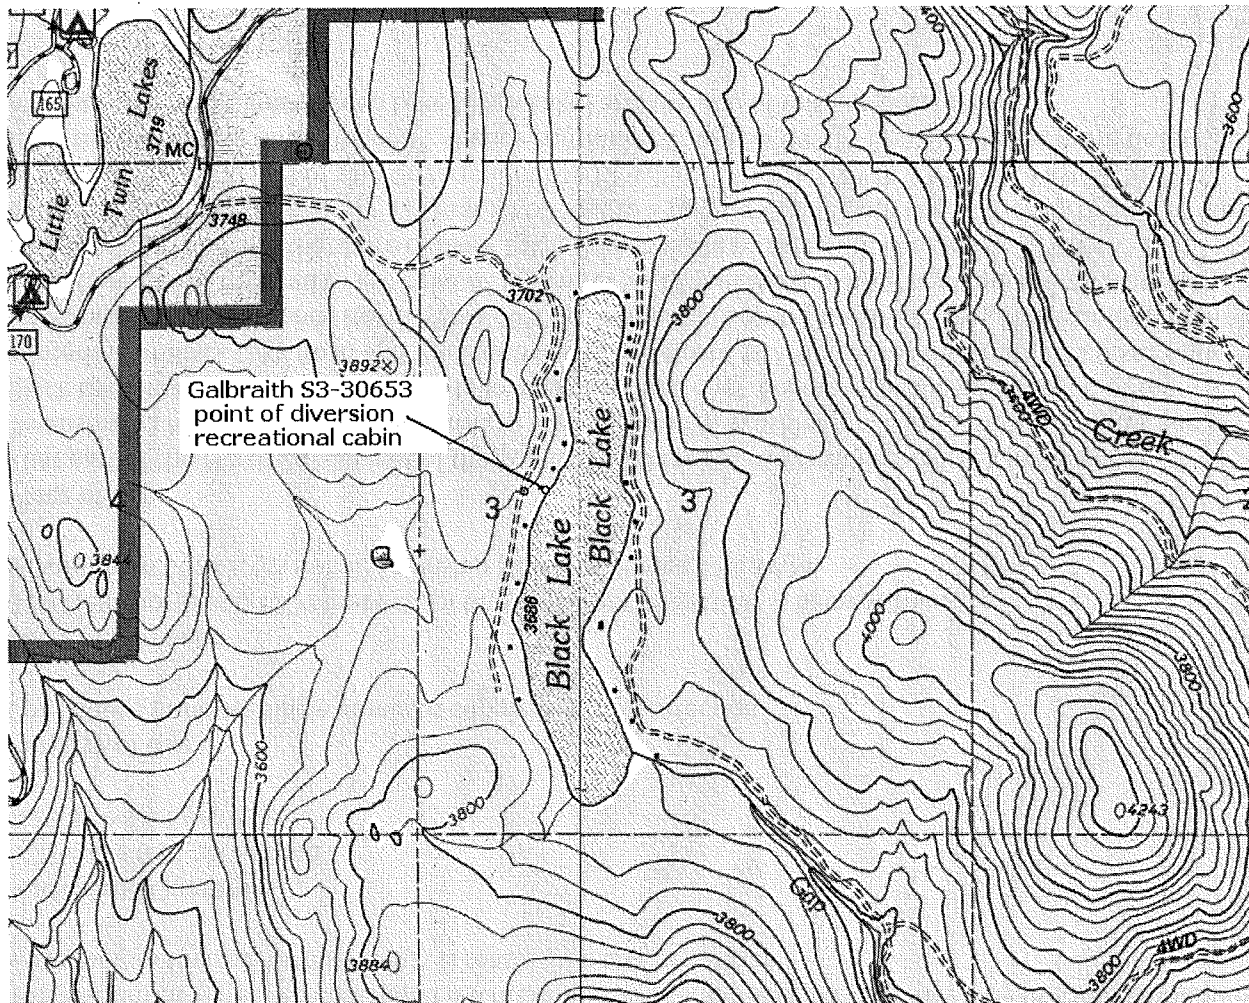 4000
3600
165
Little Twin Lakes
3719
MC
3748
3702
3800
170
3892x
Galbraith S3-30653
point of diversion
recreational cabin
4WD
Creek
Black Lake
Black Lake
3
3
4
3844
3686
4000
3800
3600
3800
4243
Gap
3800
3884
4WD
3800